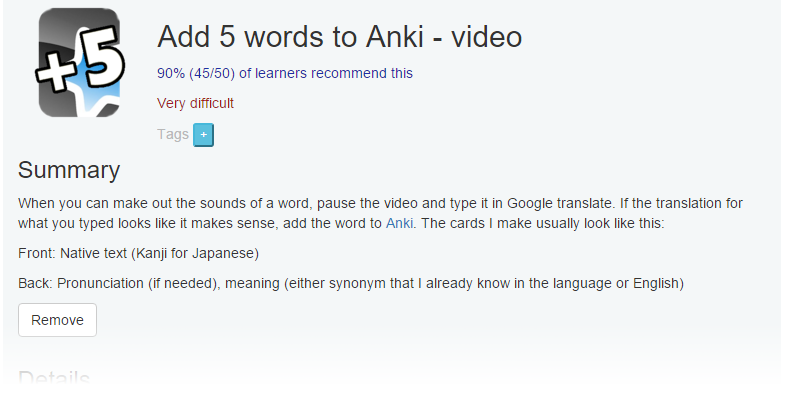 +5
Add 5 words to Anki - video
90% (45/50) of learners recommend this
Very difficult
Tags +
Summary
When you can make out the sounds of a word, pause the video and type it in Google translate. If the translation for
what you typed looks like it makes sense, add the word to Anki. The cards I make usually look like this:
Front: Native text (Kanji for Japanese)
Back: Pronunciation (if needed), meaning (either synonym that I already know in the language or English)
Remove
Details